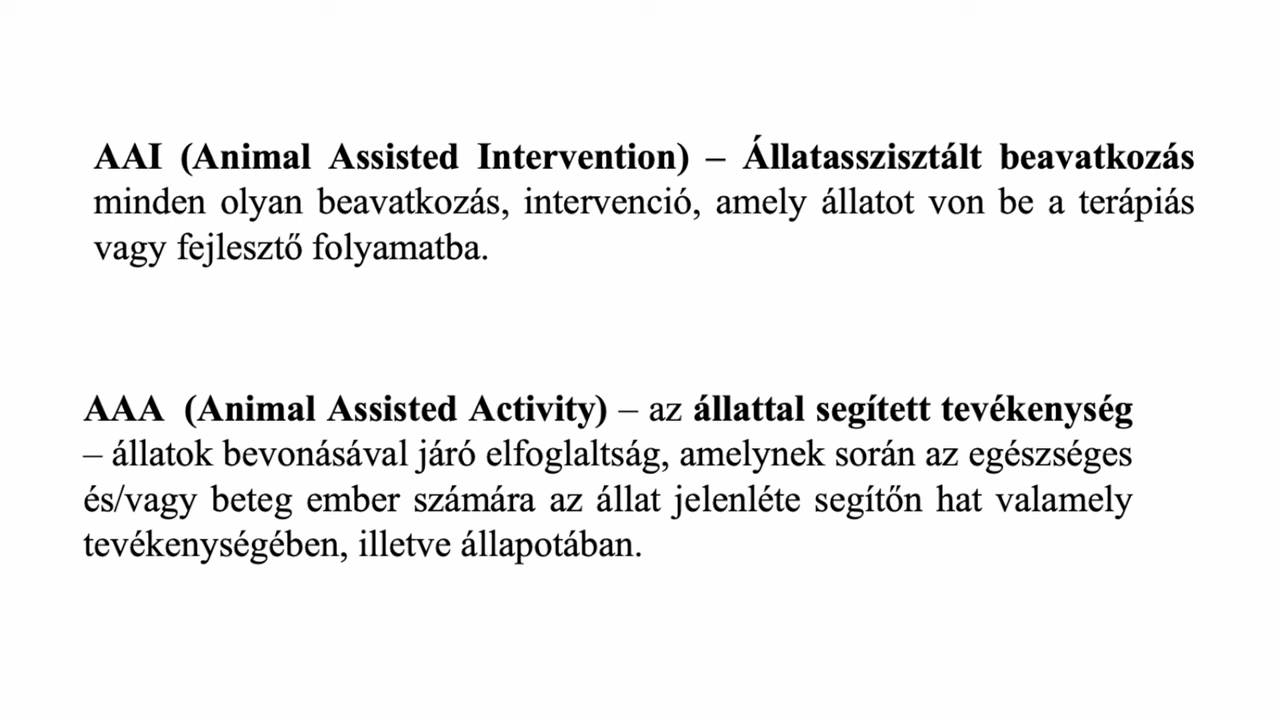 AAI (Animal Assisted Intervention) – Állatasszisztált beavatkozás
minden olyan beavatkozás, intervenció, amely állatot von be a terápiás
vagy fejlesztő folyamatba.
AAA (Animal Assisted Activity) – az állattal segített tevékenység
– állatok bevonásával járó elfoglaltság, amelynek során az egészséges
és/vagy beteg ember számára az állat jelenléte segítőn hat valamely
tevékenységében, illetve állapotában.